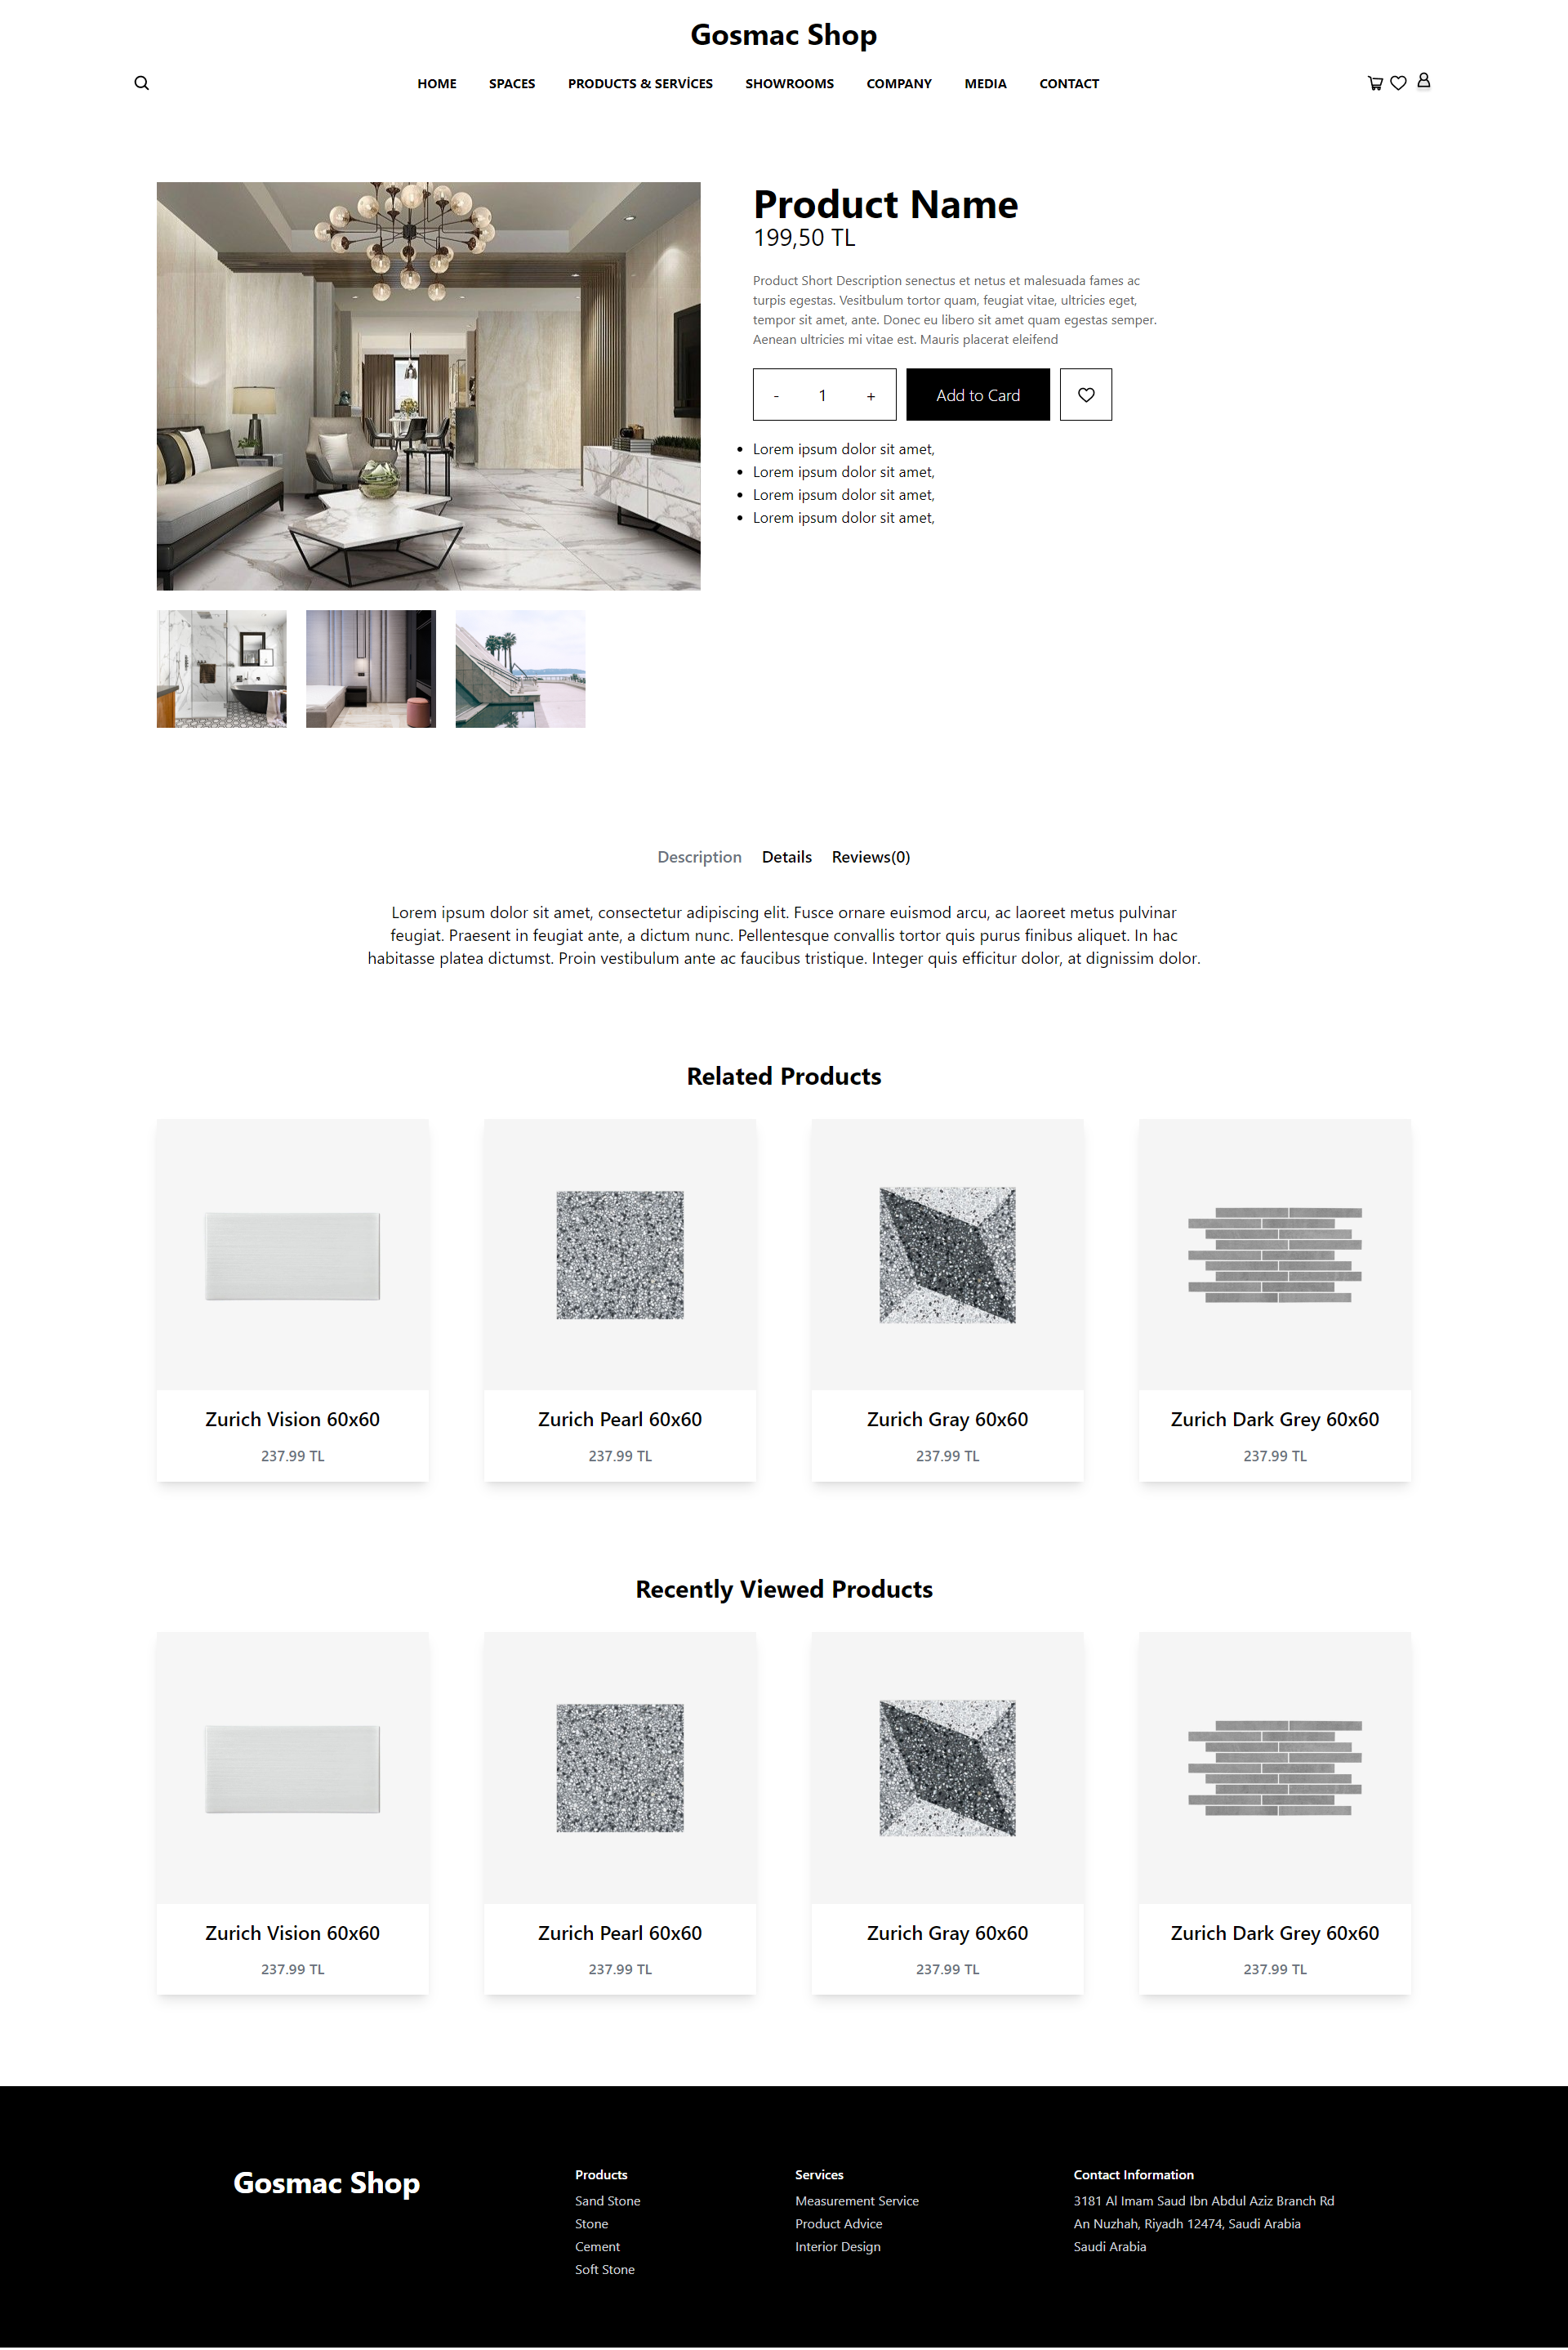 Gosmac Shop
HOME SPACES PRODUCTS & SERVİCES SHOWROOMS COMPANY MEDIA CONTACT
Product Name
199,50 TL
Product Short Description senectus et netus et malesuada fames ac
turpis egestas. Vesitbulum tortor quam, feugiat vitae, ultricies eget,
tempor sit amet, ante. Donec eu libero sit amet quam egestas semper.
Aenean ultricies mi vitae est. Mauris placerat eleifend
- 1 + Add to Card
• Lorem ipsum dolor sit amet,
• Lorem ipsum dolor sit amet,
• Lorem ipsum dolor sit amet,
• Lorem ipsum dolor sit amet,
Description Details Reviews(0)
Lorem ipsum dolor sit amet, consectetur adipiscing elit. Fusce ornare euismod arcu, ac laoreet metus pulvinar
feugiat. Praesent in feugiat ante, a dictum nunc. Pellentesque convallis tortor quis purus finibus aliquet. In hac
habitasse platea dictumst. Proin vestibulum ante ac faucibus tristique. Integer quis efficitur dolor, at dignissim dolor.
Related Products
Zurich Vision 60x60 Zurich Pearl 60x60 Zurich Gray 60x60 Zurich Dark Grey 60x60
237.99 TL 237.99 TL 237.99 TL 237.99 TL
Recently Viewed Products
Zurich Vision 60x60 Zurich Pearl 60x60 Zurich Gray 60x60 Zurich Dark Grey 60x60
237.99 TL 237.99 TL 237.99 TL 237.99 TL
Gosmac Shop
Products
Sand Stone
Stone
Cement
Soft Stone
Services
Measurement Service
Product Advice
Interior Design
Contact Information
3181 Al Imam Saud Ibn Abdul Aziz Branch Rd
An Nuzhah, Riyadh 12474, Saudi Arabia
Saudi Arabia